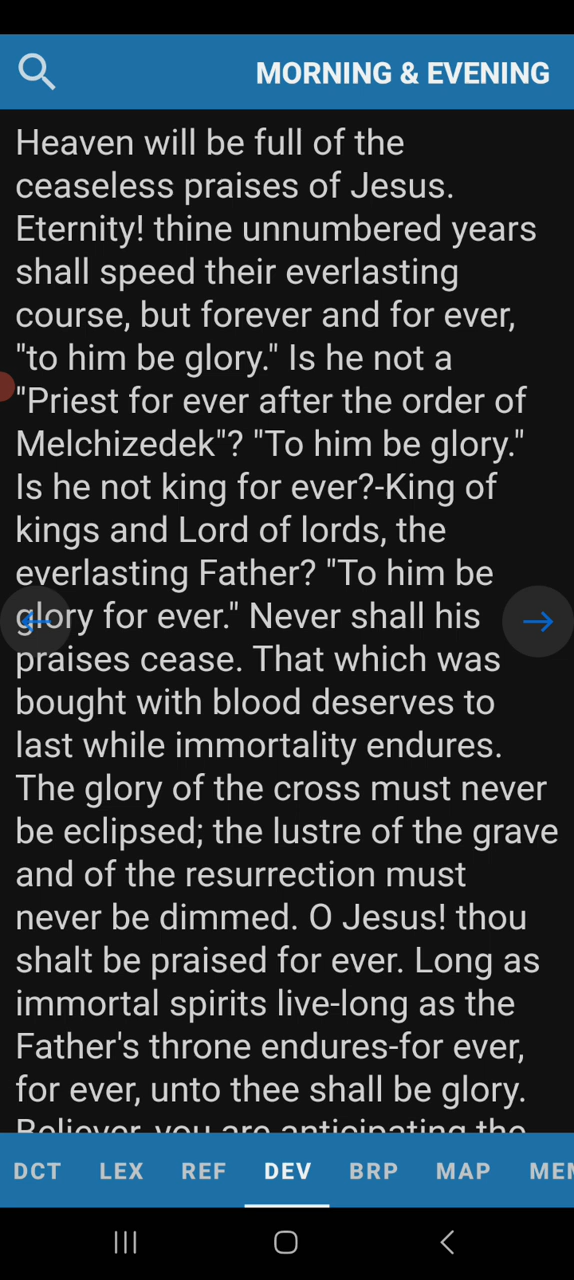 MORNING & EVENING
Heaven will be full of the
ceaseless praises of Jesus.
Eternity! thine unnumbered years
shall speed their everlasting
course, but forever and for ever,
"to him be glory." Is he not a
"Priest for ever after the order of
Melchizedek"? "To him be glory."
Is he not king for ever?-King of
kings and Lord of lords, the
everlasting Father? "To him be
glory for ever." Never shall his
praises cease. That which was
bought with blood deserves to
last while immortality endures.
The glory of the cross must never
be eclipsed; the lustre of the grave
and of the resurrection must
never be dimmed. O Jesus! thou
shalt be praised for ever. Long as
immortal spirits live-long as the
Father's throne endures-for ever,
for ever, unto thee shall be glory.
Believer, you are anticipating the
DCT LEX REF DEV BRP MAP MEM